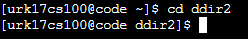 [urk17cs100@code ~]$ cd ddir2
[urk17cs100@code ddir2]$